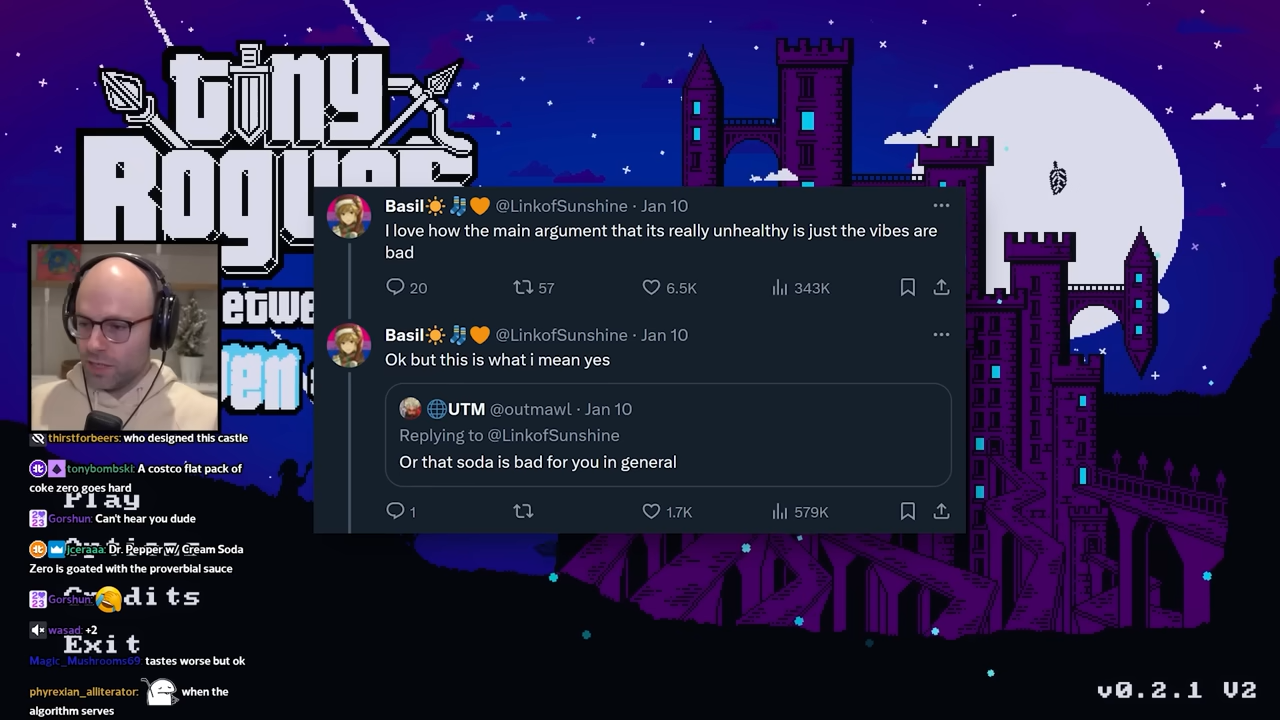 tiny
Rogues
Basil @LinkofSunshine · Jan 10
I love how the main argument that its really unhealthy is just the vibes are
bad
20 57 6.5K 343K
Basil @LinkofSunshine · Jan 10
Ok but this is what i mean yes
UTM @outmawl · Jan 10
Replying to @LinkofSunshine
Or that soda is bad for you in general
1 1.7K 579K
thirstforbeers: who designed this castle
tonybombski: A costco flat pack of
coke zero goes hard
Play
Gorshun: Can't hear you dude
Jceraaa: Dr. Pepper w/ Cream Soda
Zero is goated with the proverbial sauce
Gorshun:
Credits
wasad: +2
Exit
Magic_Mushrooms69: tastes worse but ok
phyrexian_alliterator: when the
algorithm serves
v0.2.1 V2